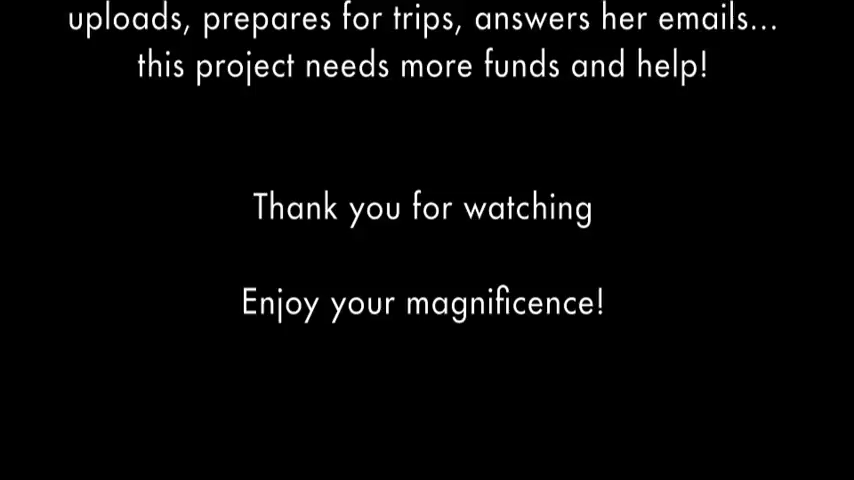 uploads, prepares for trips, answers her emails...
this project needs more funds and help!
Thank you for watching
Enjoy your magnificence!